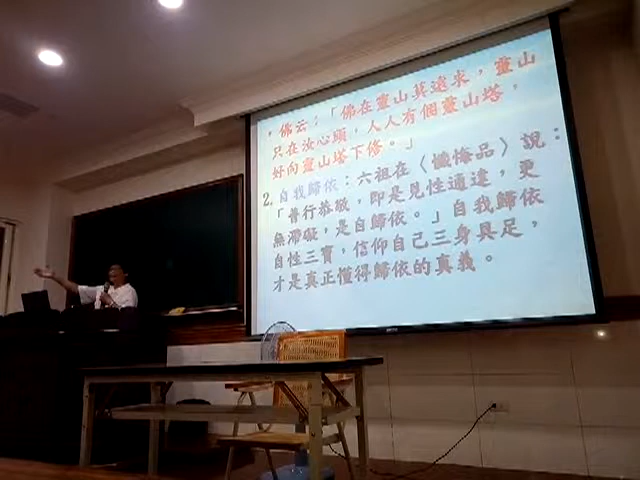 ，佛云：「佛在靈山莫遠求，靈山
只在汝心頭，人人有個靈山塔，
好向靈山塔下修。」
2.自我歸依：六祖在〈懺悔品〉說：
「普行恭敬，即是見性通達，更
無滯礙，是自歸依。」自我歸依
自性三寶，信仰自己三身具足，
才是真正懂得歸依的真義。